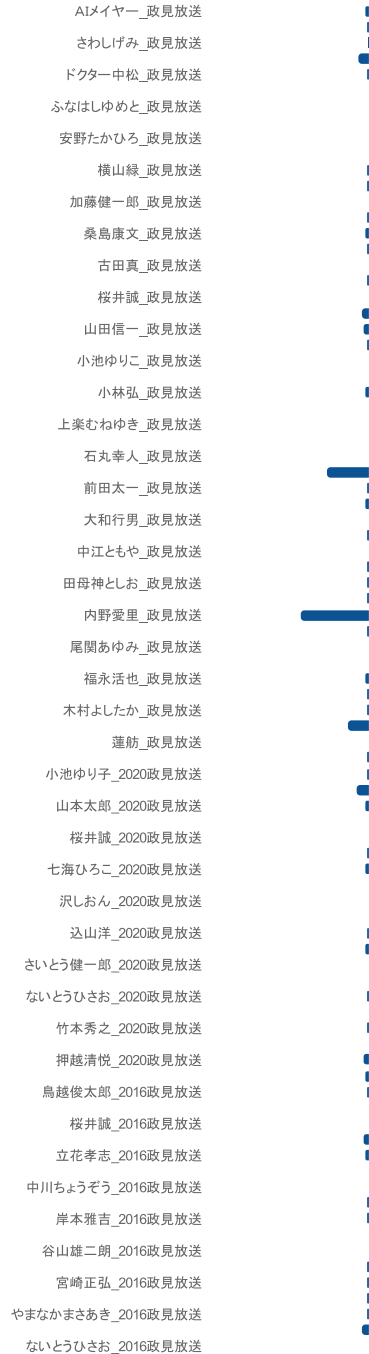 AIメイヤー_政見放送
さわしげみ_政見放送
ドクター中松_政見放送
ふなはしゆめと_政見放送
安野たかひろ_政見放送
横山緑_政見放送
加藤健一郎_政見放送
桑島康文_政見放送
古田真_政見放送
桜井誠_政見放送
山田信一_政見放送
小池ゆりこ_政見放送
小林弘_政見放送
上楽むねゆき_政見放送
石丸幸人_政見放送
前田太一_政見放送
大和行男_政見放送
中江ともや_政見放送
田母神としお_政見放送
内野愛里_政見放送
尾関あゆみ_政見放送
福永活也_政見放送
木村よしたか_政見放送
蓮舫_政見放送
小池ゆり子_2020政見放送
山本太郎_2020政見放送
桜井誠_2020政見放送
七海ひろこ_2020政見放送
沢しおん_2020政見放送
込山洋_2020政見放送
さいとう健一郎_2020政見放送
ないとうひさお_2020政見放送
竹本秀之_2020政見放送
押越清悦_2020政見放送
鳥越俊太郎_2016政見放送
桜井誠_2016政見放送
立花孝志_2016政見放送
中川ちょうぞう_2016政見放送
岸本雅吉_2016政見放送
谷山雄二朗_2016政見放送
宮崎正弘_2016政見放送
やまなかまさあき_2016政見放送
ないとうひさお_2016政見放送